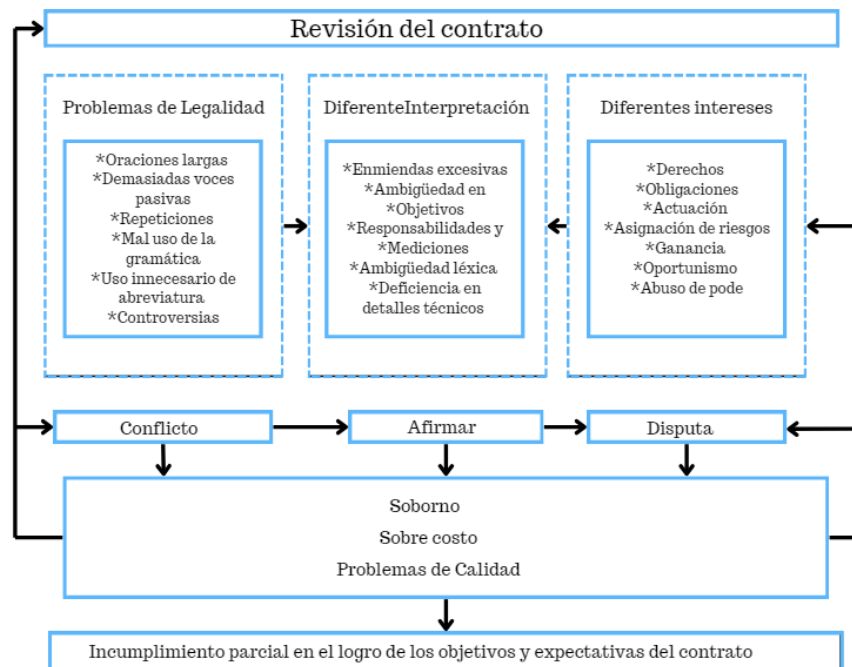 Revisión del contrato
Problemas de Legalidad
*Oraciones largas
*Demasiadas voces
pasivas
*Repeticiones
*Mal uso de la
gramática
*Uso innecesario de
abreviatura
*Controversias
DiferenteInterpretación
*Enmiendas excesivas
*Ambigüedad en
*Objetivos
*Responsabilidades y
*Mediciones
*Ambigüedad léxica
*Deficiencia en
detalles técnicos
Diferentes intereses
*Derechos
*Obligaciones
*Actuación
*Asignación de riesgos
*Ganancia
*Oportunismo
*Abuso de pode
Conflicto
Afirmar
Disputa
Soborno
Sobre costo
Problemas de Calidad
Incumplimiento parcial en el logro de los objetivos y expectativas del contrato